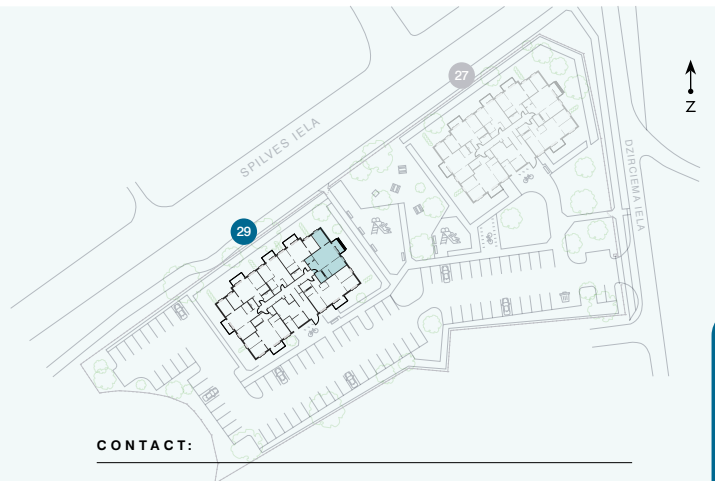 27
Z
SPILVES IELA
DZIRCIEMA IELA
29
CONTACT: